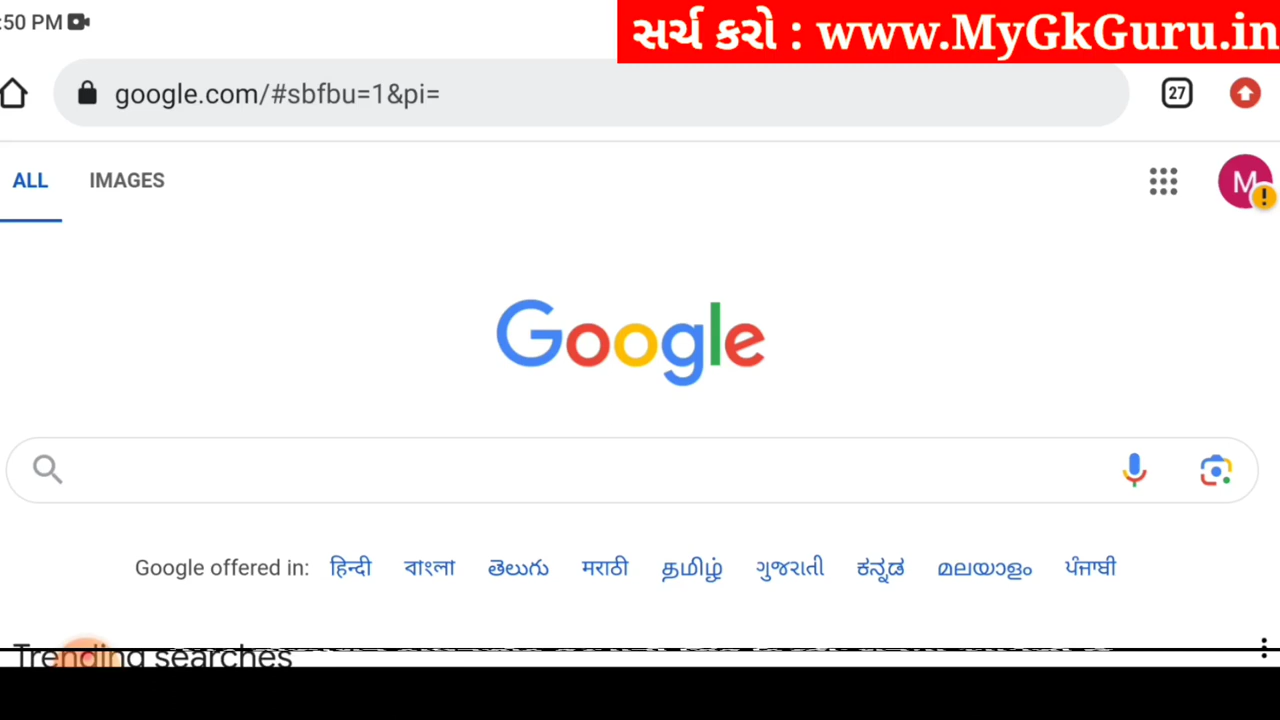 :50 PM
સર્ચ કરો : www.MyGkGuru.in
google.com/#sbfbu=1&pi=
27
ALL IMAGES
M
Google
Google offered in: हिन्दी বাংলা తెలుగు मराठी தமிழ் ગુજરાતી ಕನ್ನಡ മലയാളം ਪੰਜਾਬੀ
Trending searches